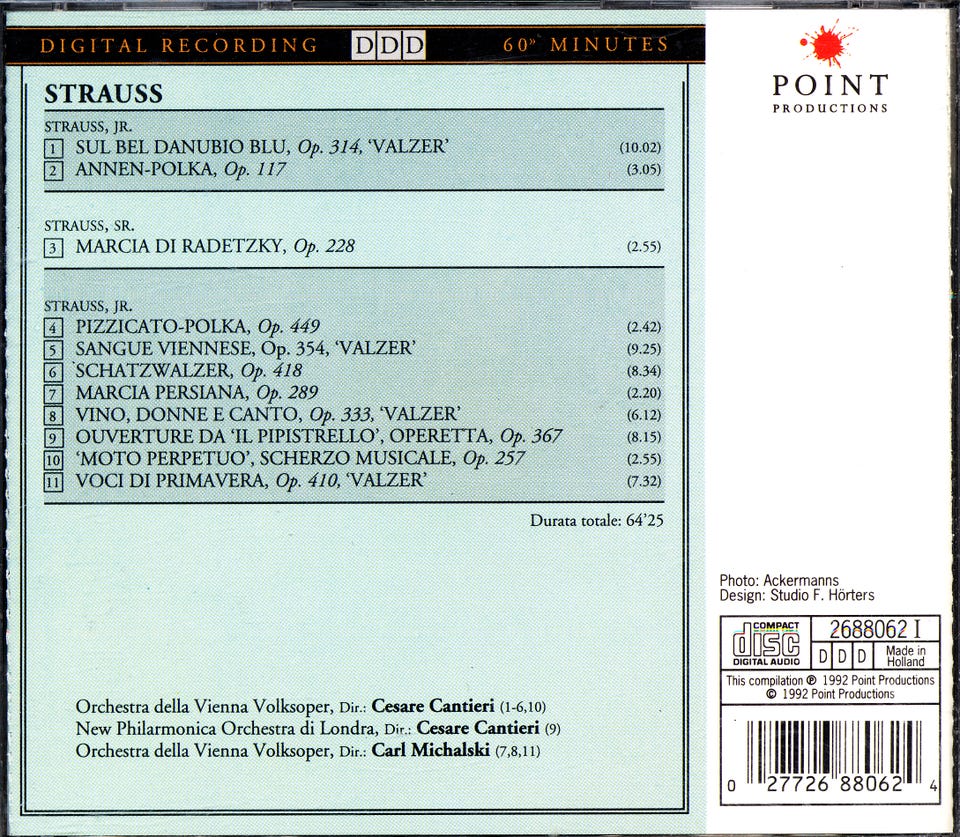 DIGITAL RECORDING DDD 60" MINUTES
STRAUSS
STRAUSS, JR.
1 SUL BEL DANUBIO BLU, Op. 314, ‘VALZER’ (10.02)
2 ANNEN-POLKA, Op. 117 (3.05)
STRAUSS, SR.
3 MARCIA DI RADETZKY, Op. 228 (2.55)
STRAUSS, JR.
4 PIZZICATO-POLKA, Op. 449 (2.42)
5 SANGUE VIENNESE, Op. 354, ‘VALZER’ (9.25)
6 ‘SCHATZWALZER, Op. 418 (8.34)
7 MARCIA PERSIANA, Op. 289 (2.20)
8 VINO, DONNE E CANTO, Op. 333, ‘VALZER’ (6.12)
9 OUVERTURE DA ‘IL PIPISTRELLO’, OPERETTA, Op. 367 (8.15)
10 ‘MOTO PERPETUO’, SCHERZO MUSICALE, Op. 257 (2.55)
11 VOCI DI PRIMAVERA, Op. 410, ‘VALZER’ (7.32)
Durata totale: 64’25
Orchestra della Vienna Volksoper, Dir.: Cesare Cantieri (1-6,10)
New Philarmonica Orchestra di Londra, Dir.: Cesare Cantieri (9)
Orchestra della Vienna Volksoper, Dir.: Carl Michalski (7,8,11)
POINT
PRODUCTIONS
Photo: Ackermanns
Design: Studio F. Hörters
COMPACT
disc
DIGITAL AUDIO
2688062 I
DDD
Made in
Holland
This compilation ℗ 1992 Point Productions
© 1992 Point Productions
0 27726 88062 4